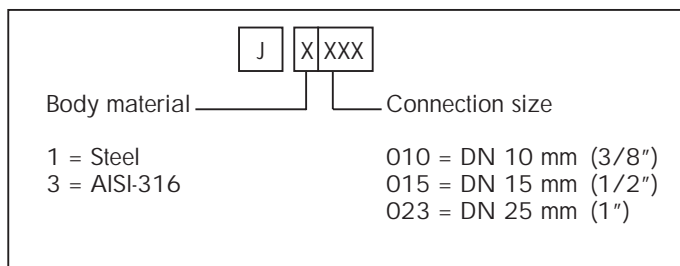 J X XXX
Body material Connection size
1 = Steel 010 = DN 10 mm (3/8")
3 = AISI-316 015 = DN 15 mm (1/2")
023 = DN 25 mm (1")